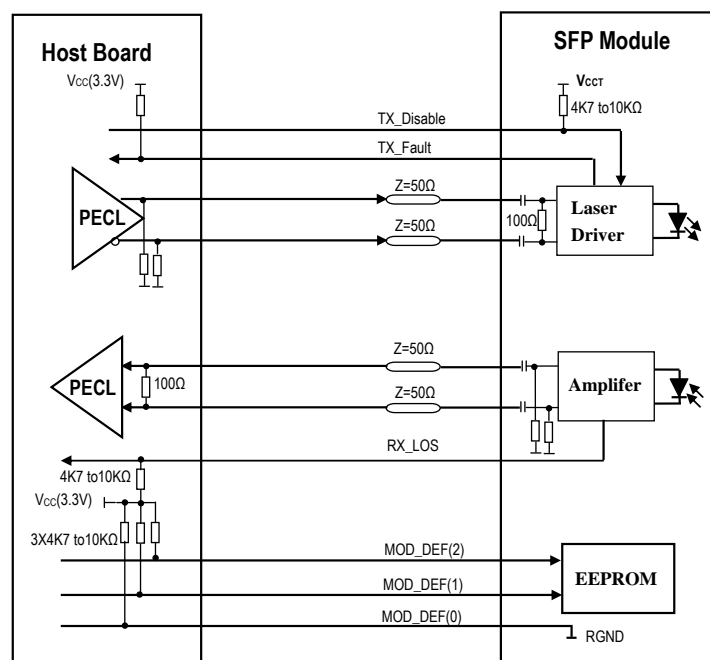 Host Board
SFP Module
Vcc(3.3V)
VCCT
4K7 to10KΩ
TX_Disable
TX_Fault
Z=50Ω
PECL
Z=50Ω
100Ω
Laser
Driver
Z=50Ω
PECL
100Ω
Z=50Ω
Amplifer
RX_LOS
4K7 to10KΩ
Vcc(3.3V)
3X4K7 to10KΩ
MOD_DEF(2)
EEPROM
MOD_DEF(1)
MOD_DEF(0)
RGND